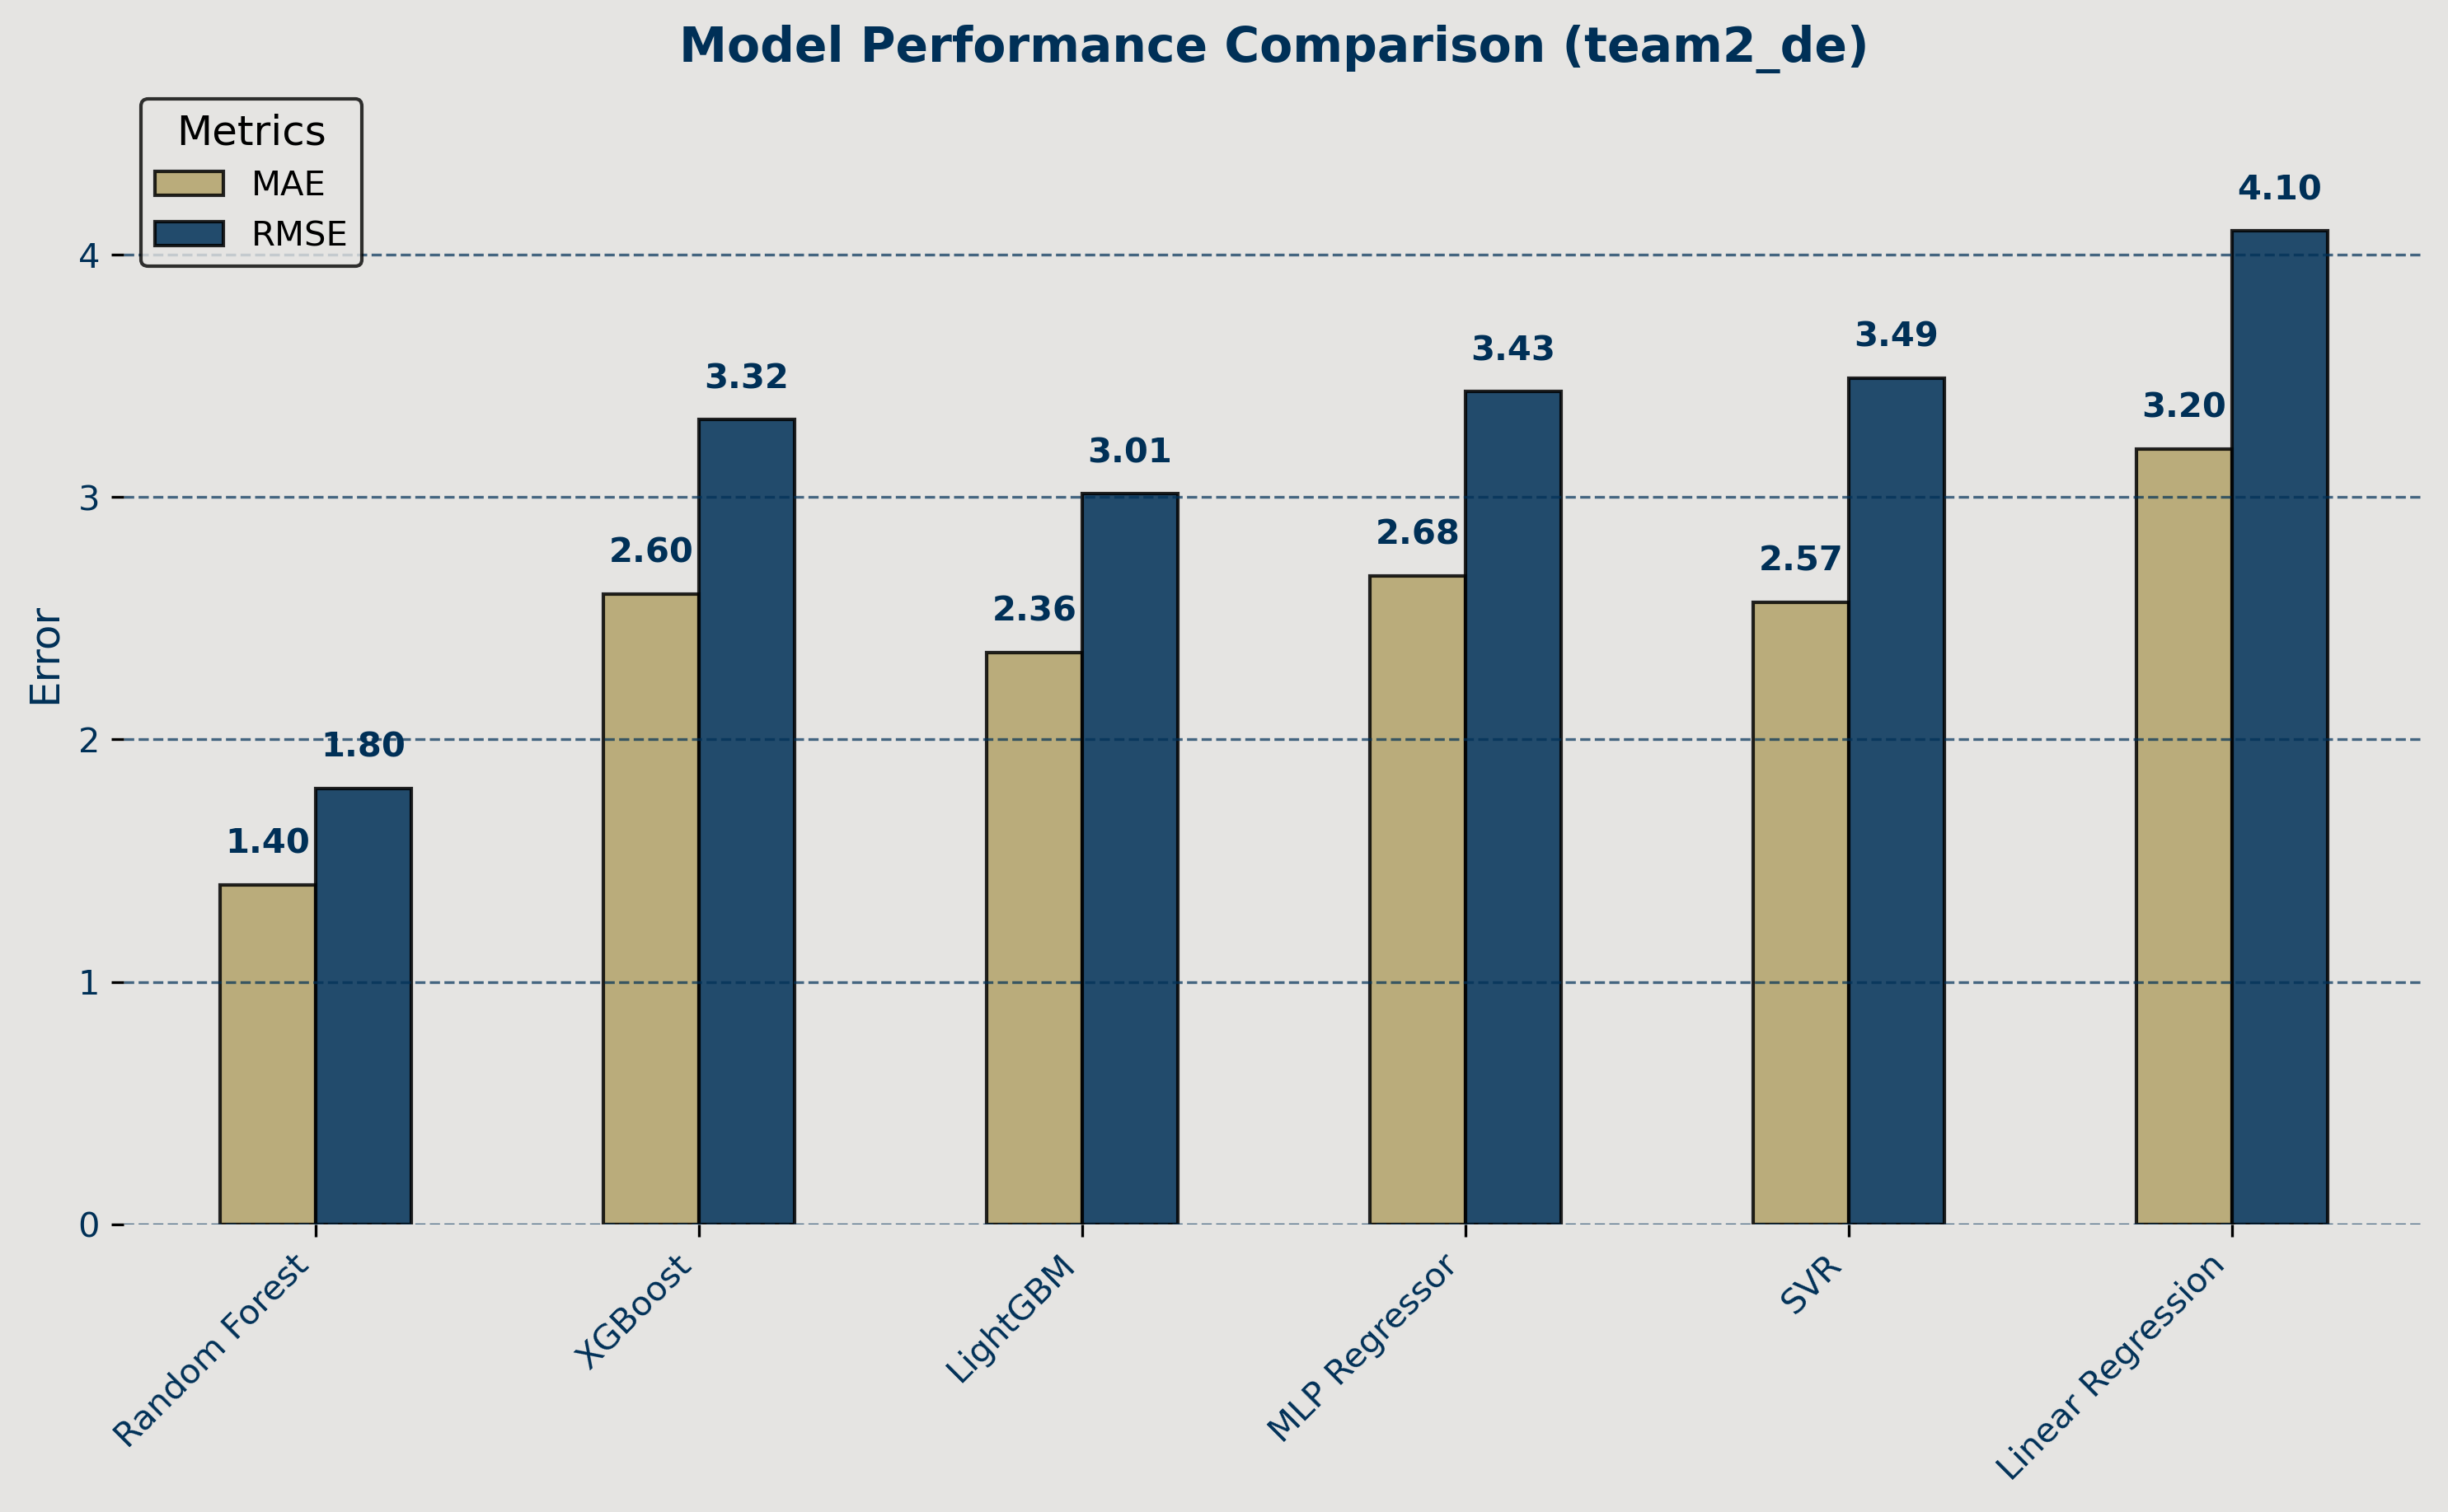 Model Performance Comparison (team2_de)
Metrics
MAE
RMSE
Error
4
3
2
1
0
1.40
1.80
2.60
3.32
2.36
3.01
2.68
3.43
2.57
3.49
3.20
4.10
Random Forest
XGBoost
LightGBM
MLP Regressor
SVR
Linear Regression